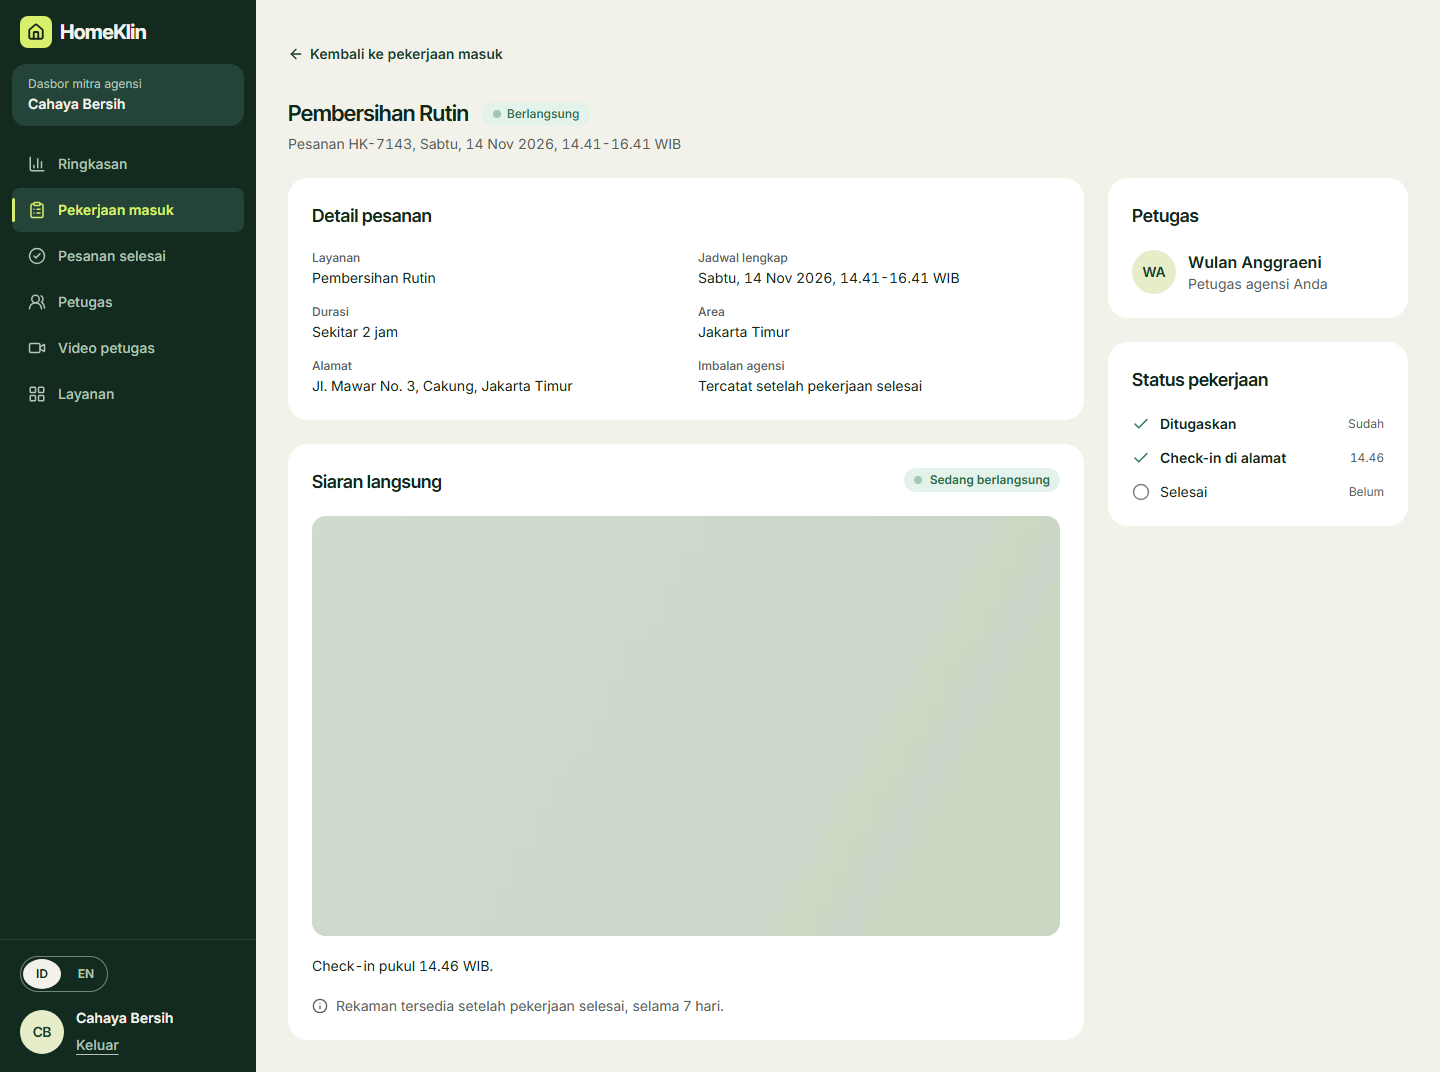 HomeKlin
Dasbor mitra agensi
Cahaya Bersih
Ringkasan
Pekerjaan masuk
Pesanan selesai
Petugas
Video petugas
Layanan
ID
EN
CB
Cahaya Bersih
Keluar
Kembali ke pekerjaan masuk
Pembersihan Rutin
Berlangsung
Pesanan HK-7143, Sabtu, 14 Nov 2026, 14.41-16.41 WIB
Detail pesanan
Layanan
Pembersihan Rutin
Jadwal lengkap
Sabtu, 14 Nov 2026, 14.41-16.41 WIB
Durasi
Sekitar 2 jam
Area
Jakarta Timur
Alamat
Jl. Mawar No. 3, Cakung, Jakarta Timur
Imbalan agensi
Tercatat setelah pekerjaan selesai
Siaran langsung
Sedang berlangsung
Check-in pukul 14.46 WIB.
Rekaman tersedia setelah pekerjaan selesai, selama 7 hari.
Petugas
WA
Wulan Anggraeni
Petugas agensi Anda
Status pekerjaan
Ditugaskan
Sudah
Check-in di alamat
14.46
Selesai
Belum